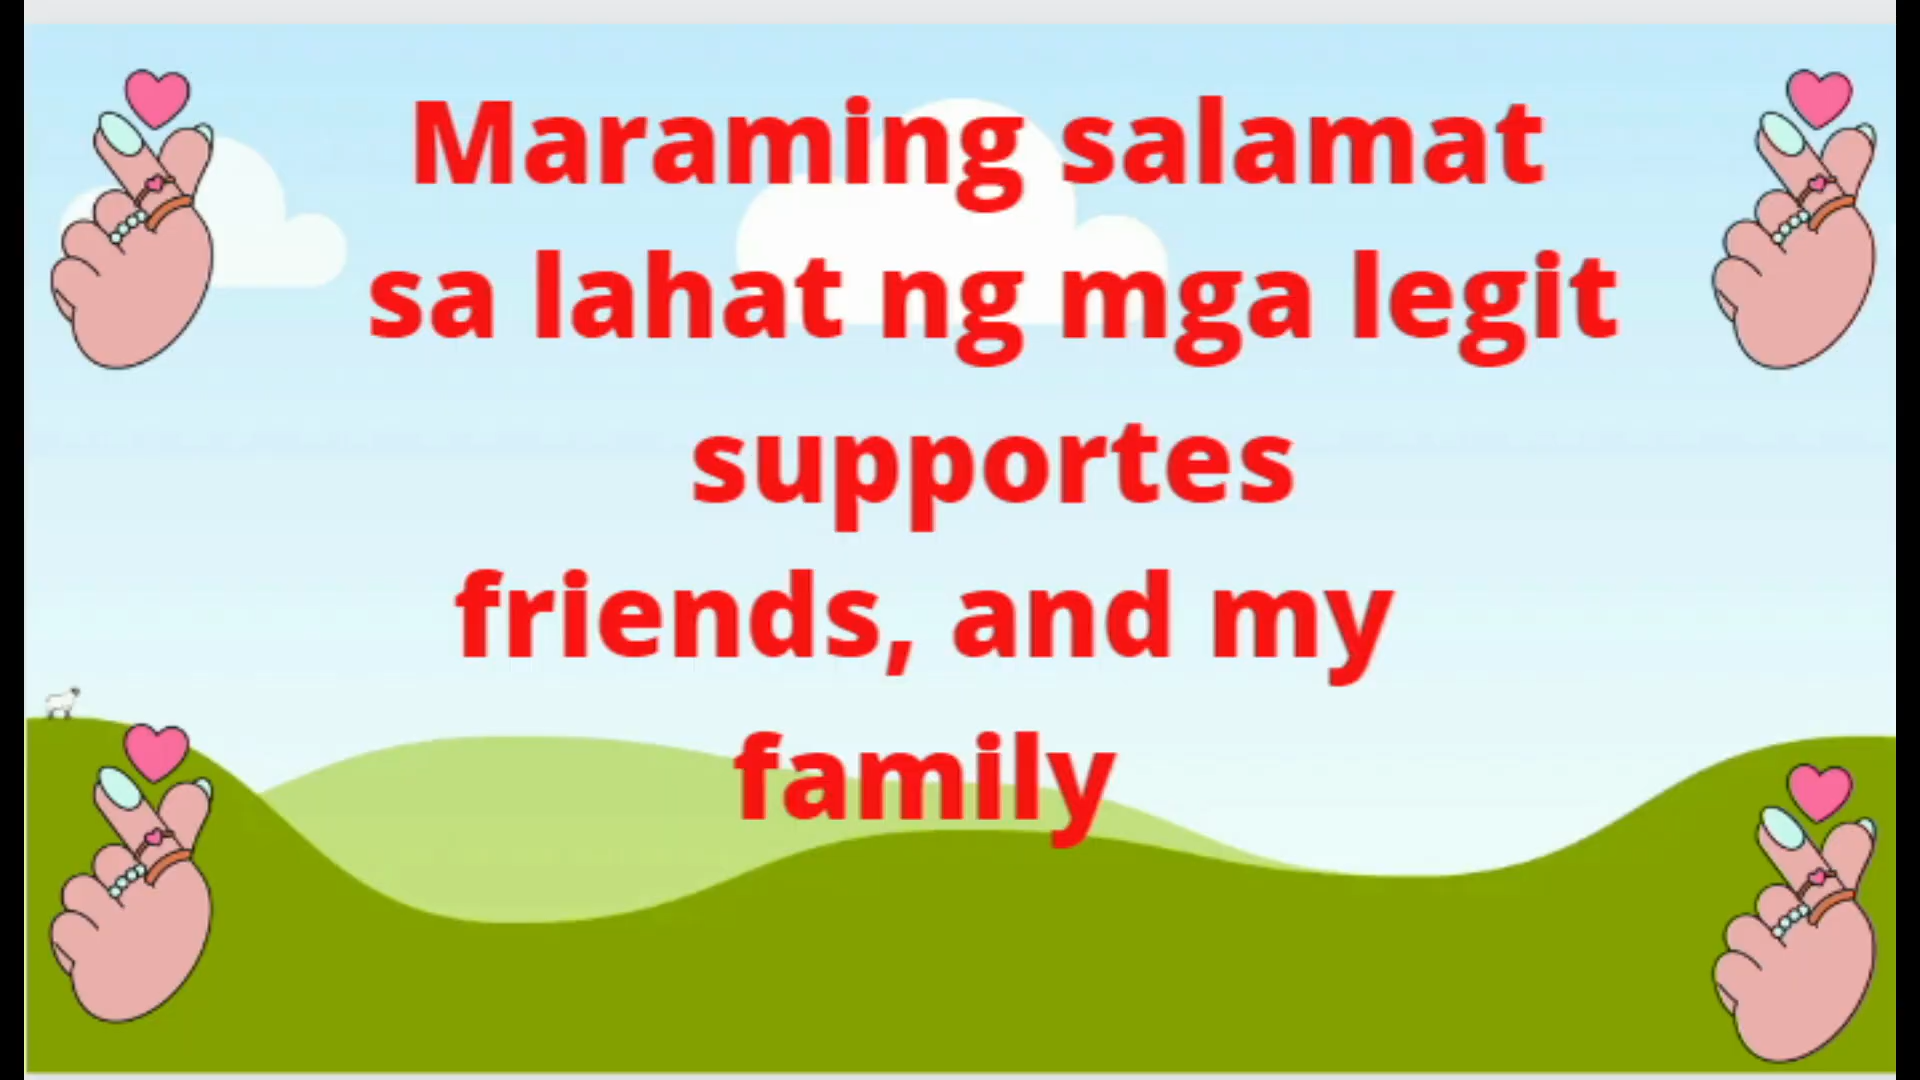 Maraming salamat
sa lahat ng mga legit
supportes
friends, and my
family